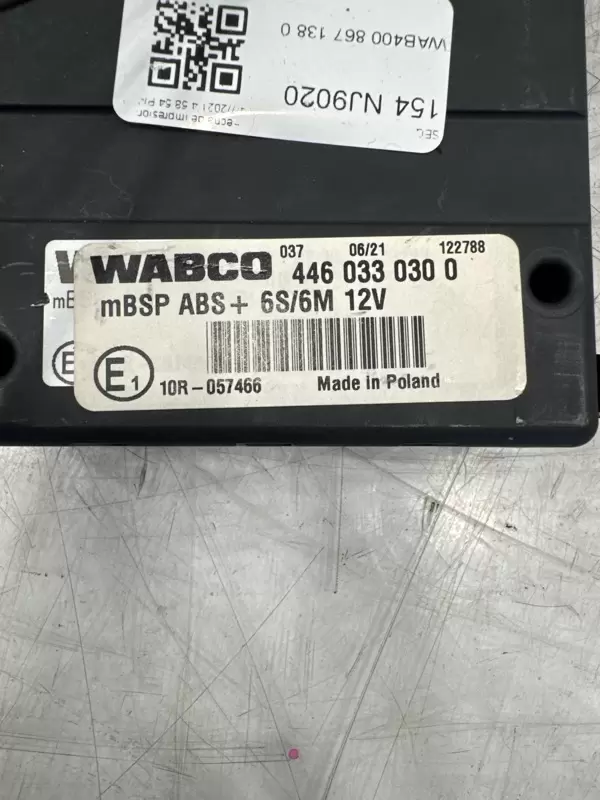 WAB400 867 138 0
154 NJ9020
SEC.
037 06/21 122788
WABCO 446 033 030 0
mBSP ABS+ 6S/6M 12V
E1
10R-057466 Made in Poland